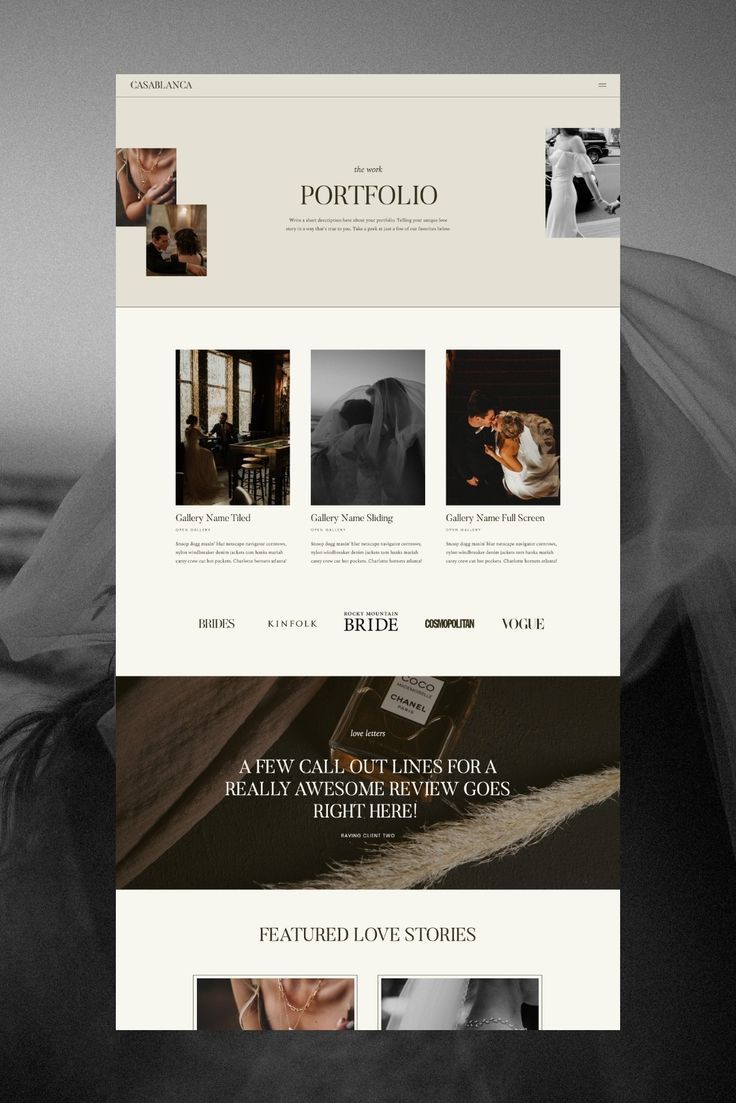 CASABLANCA
the work
PORTFOLIO
Write a short description here about your portfolio. Telling your unique love
story in a way that's true to you. Take a peek at just a few of our favorites below.
Gallery Name Tiled
OPEN GALLERY
Snoop dogg maxin' blur netscape navigator cornrows,
nylon windbreaker denim jackets tom hanks mariah
carey crew cut hot pockets. Charlotte hornets atlanta!
Gallery Name Sliding
OPEN GALLERY
Snoop dogg maxin' blur netscape navigator cornrows,
nylon windbreaker denim jackets tom hanks mariah
carey crew cut hot pockets. Charlotte hornets atlanta!
Gallery Name Full Screen
OPEN GALLERY
Snoop dogg maxin' blur netscape navigator cornrows,
nylon windbreaker denim jackets tom hanks mariah
carey crew cut hot pockets. Charlotte hornets atlanta!
BRIDES
KINFOLK
ROCKY MOUNTAIN
BRIDE
COSMOPOLITAN
VOGUE
COCO
MADEMOISELLE
CHANEL
PARIS
love letters
A FEW CALL OUT LINES FOR A
REALLY AWESOME REVIEW GOES
RIGHT HERE!
RAVING CLIENT TWO
FEATURED LOVE STORIES